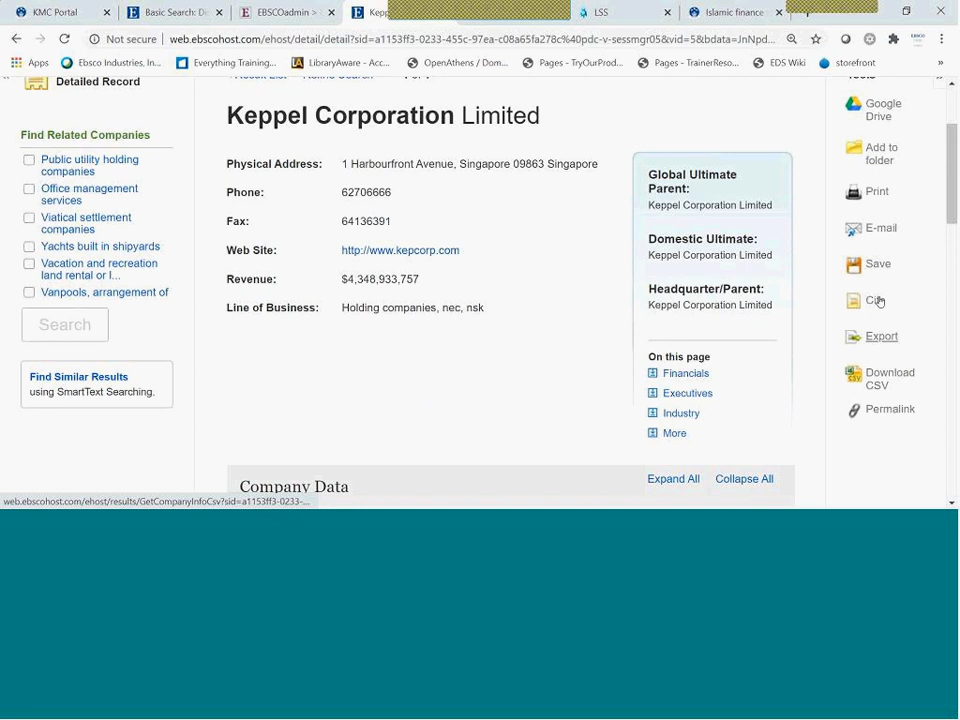 KMC Portal
Basic Search: Di
EBSCOadmin >
Kepp
LSS
Islamic finance
Not secure
web.ebscohost.com/ehost/detail/detail?sid=a1153ff3-0233-455c-97ea-c08a65fa278c%40pdc-v-sessmgr05&vid=5&bdata=JnNpd...
Apps
Ebsco Industries, In...
Everything Training...
LibraryAware - Acc...
OpenAthens / Dom...
Pages - TryOurProd...
Pages - TrainerReso...
EDS Wiki
storefront
Detailed Record
Find Related Companies
Public utility holding
companies
Office management
services
Viatical settlement
companies
Yachts built in shipyards
Vacation and recreation
land rental or l...
Vanpools, arrangement of
Search
Find Similar Results
using SmartText Searching.
Keppel Corporation Limited
Physical Address: 1 Harbourfront Avenue, Singapore 09863 Singapore
Phone: 62706666
Fax: 64136391
Web Site: http://www.kepcorp.com
Revenue: $4,348,933,757
Line of Business: Holding companies, nec, nsk
Global Ultimate
Parent:
Keppel Corporation Limited
Domestic Ultimate:
Keppel Corporation Limited
Headquarter/Parent:
Keppel Corporation Limited
On this page
Financials
Executives
Industry
More
Company Data
Expand All
Collapse All
Google
Drive
Add to
folder
Print
E-mail
Save
Export
Download
CSV
Permalink
web.ebscohost.com/ehost/results/GetCompanyInfoCsv?sid=a1153ff3-0233-...